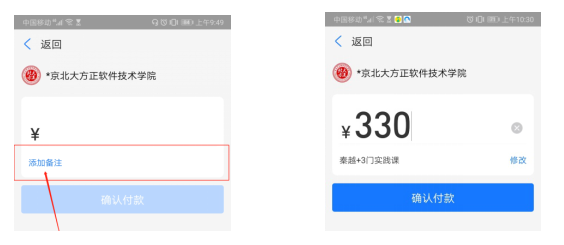 中国移动 上午9:49
返回
*京北大方正软件技术学院
¥
添加备注
确认付款
中国移动 上午10:30
返回
*京北大方正软件技术学院
¥330
秦越+3门实践课 修改
确认付款